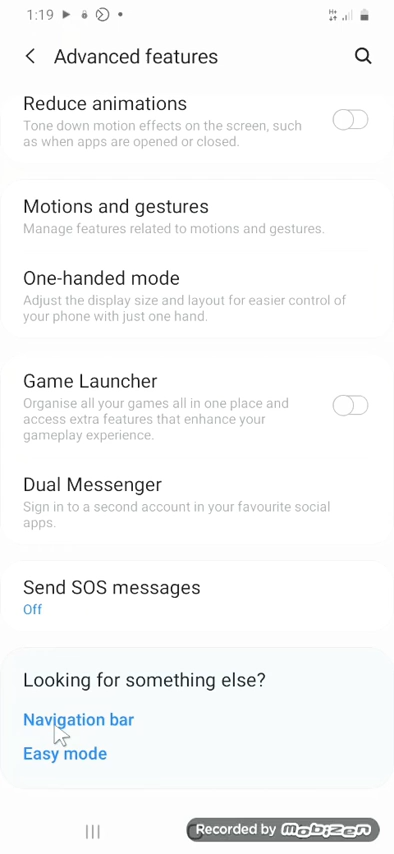 1:19
Advanced features
Reduce animations
Tone down motion effects on the screen, such
as when apps are opened or closed.
Motions and gestures
Manage features related to motions and gestures.
One-handed mode
Adjust the display size and layout for easier control of
your phone with just one hand.
Game Launcher
Organise all your games all in one place and
access extra features that enhance your
gameplay experience.
Dual Messenger
Sign in to a second account in your favourite social
apps.
Send SOS messages
Off
Looking for something else?
Navigation bar
Easy mode
Recorded by mobizen